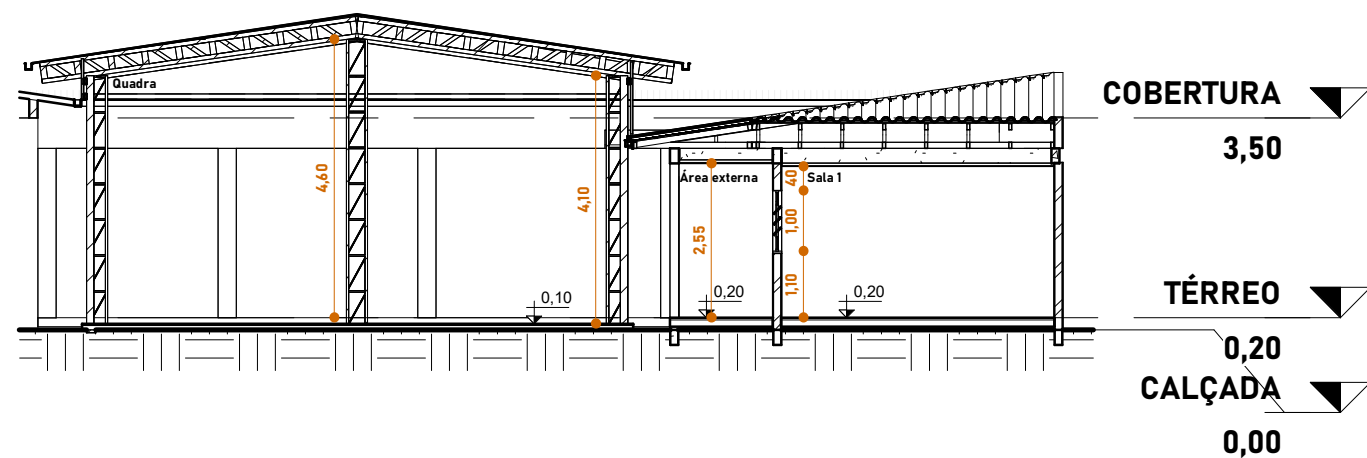 Quadra
COBERTURA
3,50
4,60
4,10
Área externa
40
Sala 1
2,55
1,00
1,10
0,10
0,20
0,20
TÉRREO
0,20
CALÇADA
0,00